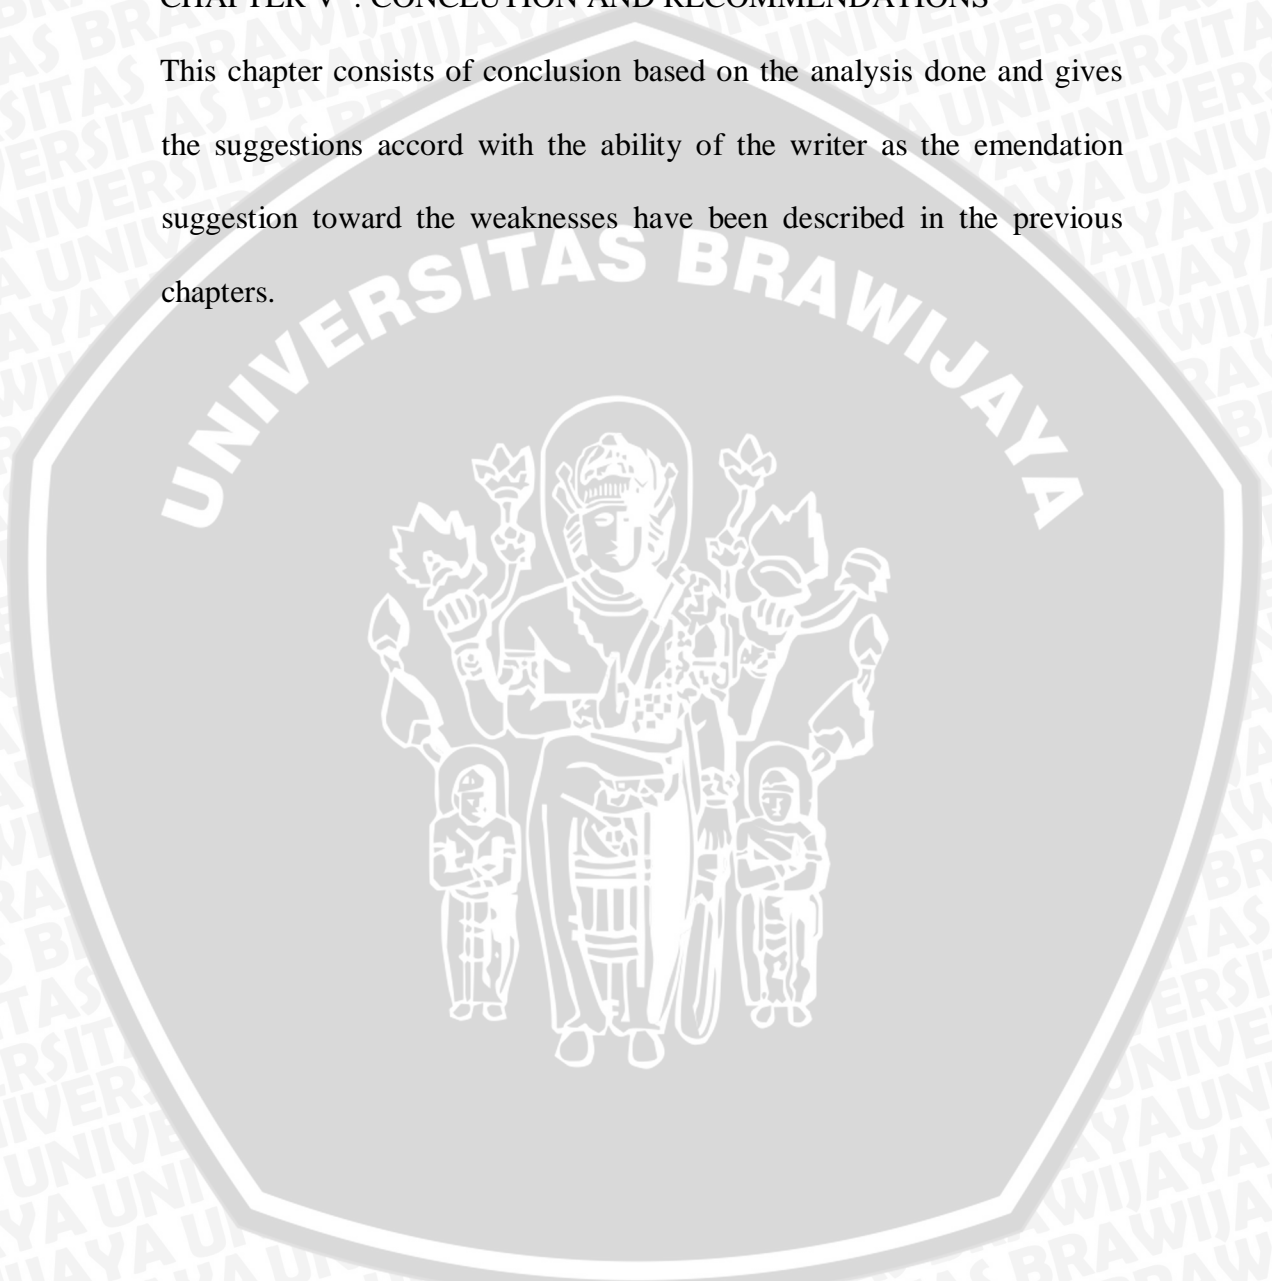 CHAPTER V : CONCLUTION AND RECOMMENDATIONS
This chapter consists of conclusion based on the analysis done and gives
the suggestions accord with the ability of the writer as the emendation
suggestion toward the weaknesses have been described in the previous
chapters.
UNIVERSITAS BRAWIJAYA